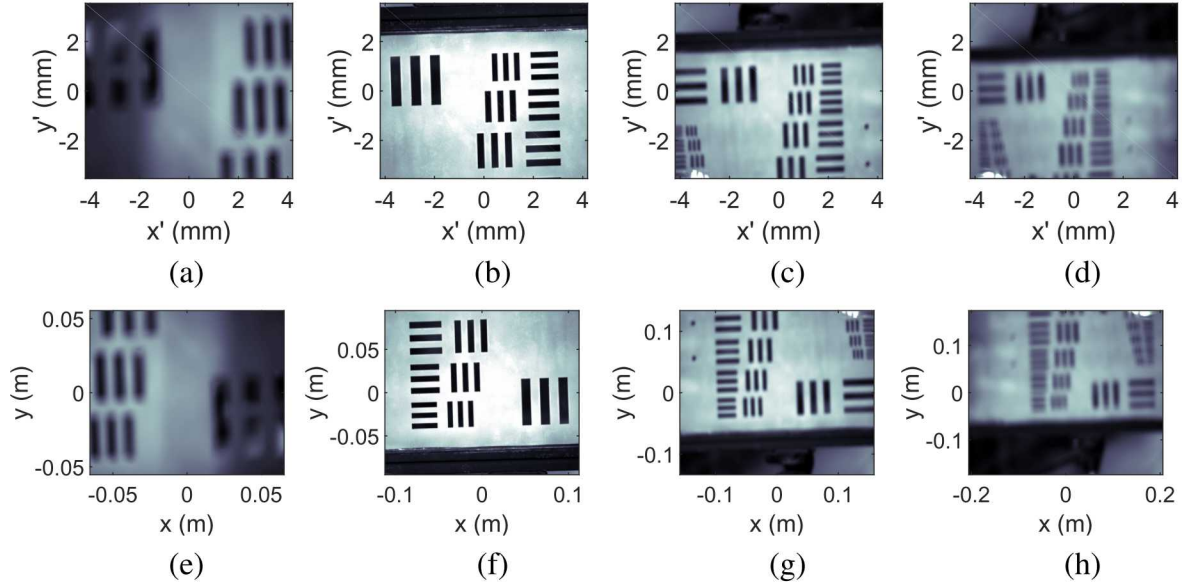 2
0
-2
y' (mm)
-4 -2 0 2 4
x' (mm)
(a)
2
0
-2
y' (mm)
-4 -2 0 2 4
x' (mm)
(b)
2
0
-2
y' (mm)
-4 -2 0 2 4
x' (mm)
(c)
2
0
-2
y' (mm)
-4 -2 0 2 4
x' (mm)
(d)
0.05
0
-0.05
y (m)
-0.05 0 0.05
x (m)
(e)
0.05
0
-0.05
y (m)
-0.1 0 0.1
x (m)
(f)
0.1
0
-0.1
y (m)
-0.1 0 0.1
x (m)
(g)
0.1
0
-0.1
y (m)
-0.2 0 0.2
x (m)
(h)